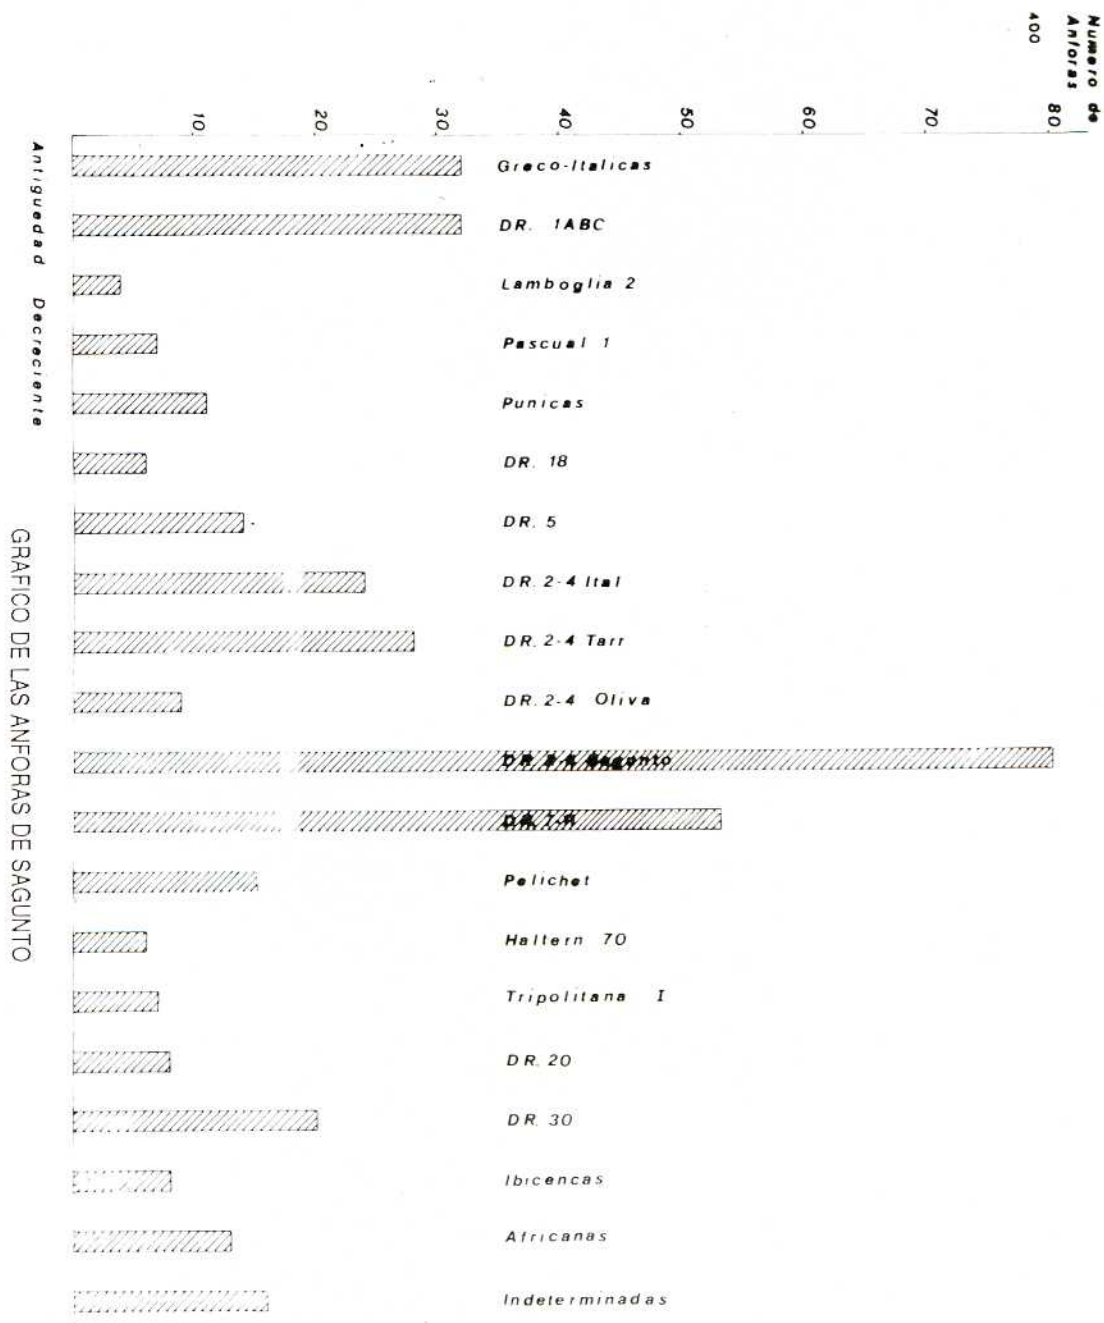 Numero de
Anforas
400
10 20 30 40 50 60 70 80
Greco-Italicas
DR. 1ABC
Lamboglia 2
Pascual 1
Punicas
DR. 18
DR. 5
DR. 2-4 Ital
DR. 2-4 Tarr
DR. 2-4 Oliva
DR 2-4 Sagunto
DR. 7-11
Pelichet
Haltern 70
Tripolitana I
DR. 20
DR. 30
Ibicencas
Africanas
Indeterminadas
Antiguedad Decreciente
GRAFICO DE LAS ANFORAS DE SAGUNTO